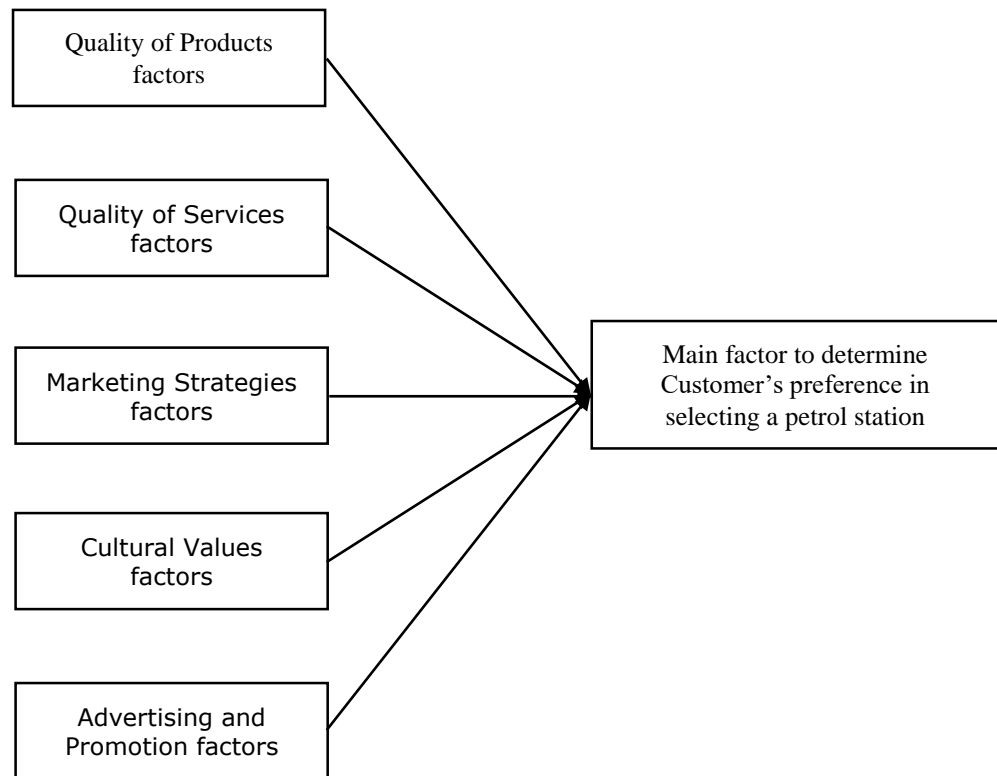 Quality of Products
factors
Quality of Services
factors
Marketing Strategies
factors
Main factor to determine
Customer’s preference in
selecting a petrol station
Cultural Values
factors
Advertising and
Promotion factors